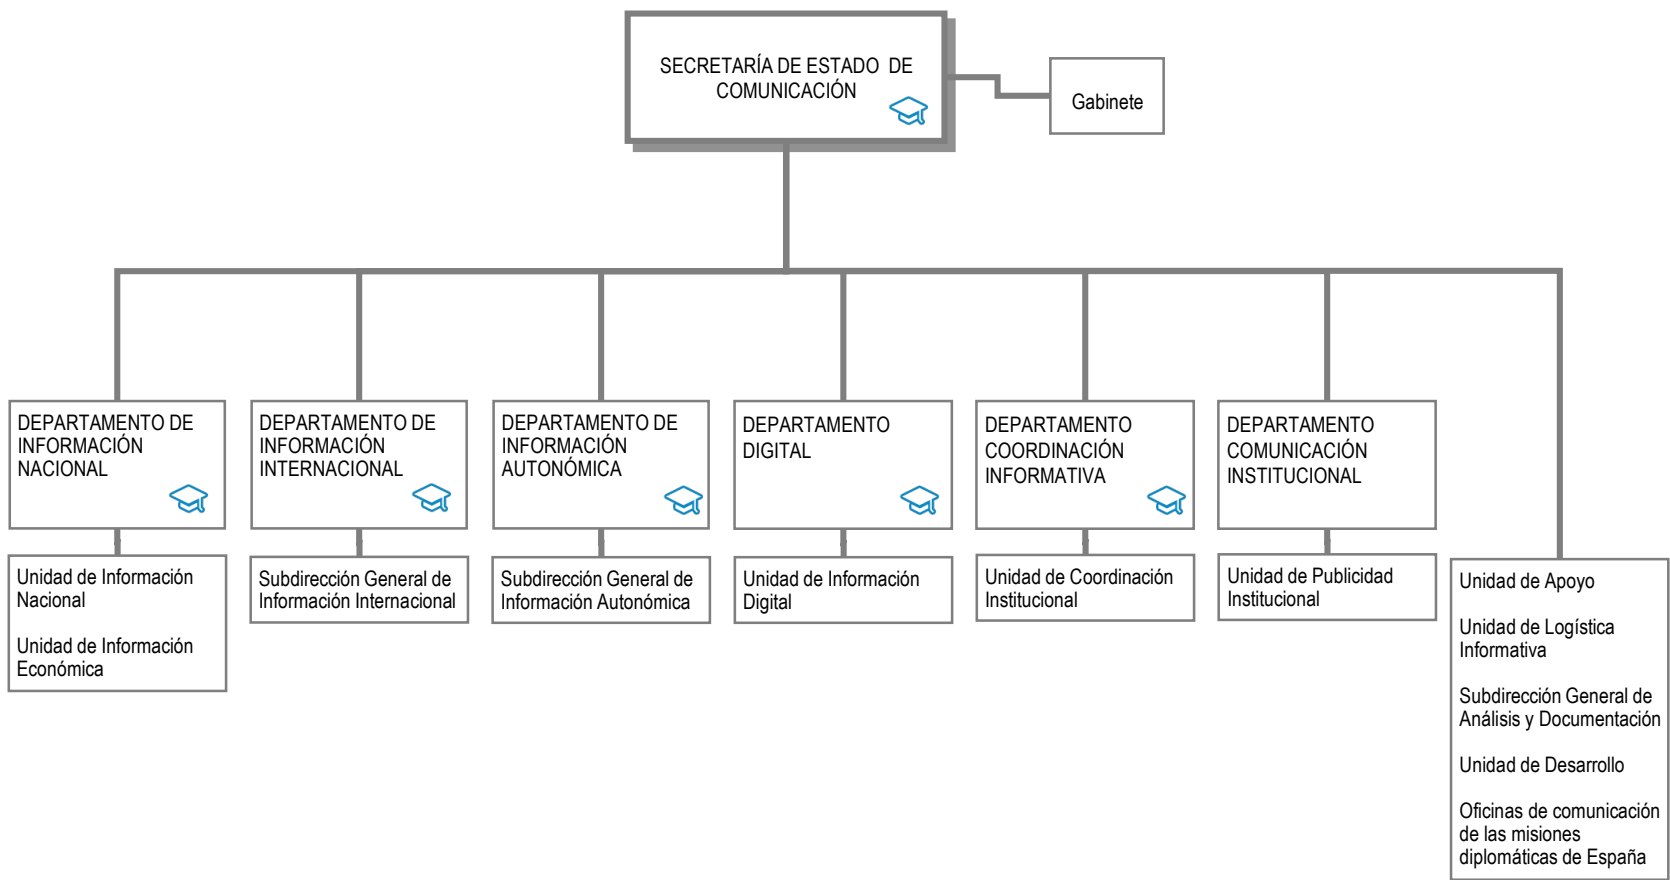 SECRETARÍA DE ESTADO DE
COMUNICACIÓN
Gabinete
DEPARTAMENTO DE
INFORMACIÓN
NACIONAL
DEPARTAMENTO DE
INFORMACIÓN
INTERNACIONAL
DEPARTAMENTO DE
INFORMACIÓN
AUTONÓMICA
DEPARTAMENTO
DIGITAL
DEPARTAMENTO
COORDINACIÓN
INFORMATIVA
DEPARTAMENTO
COMUNICACIÓN
INSTITUCIONAL
Unidad de Información
Nacional
Unidad de Información
Económica
Subdirección General de
Información Internacional
Subdirección General de
Información Autonómica
Unidad de Información
Digital
Unidad de Coordinación
Institucional
Unidad de Publicidad
Institucional
Unidad de Apoyo
Unidad de Logística
Informativa
Subdirección General de
Análisis y Documentación
Unidad de Desarrollo
Oficinas de comunicación
de las misiones
diplomáticas de España